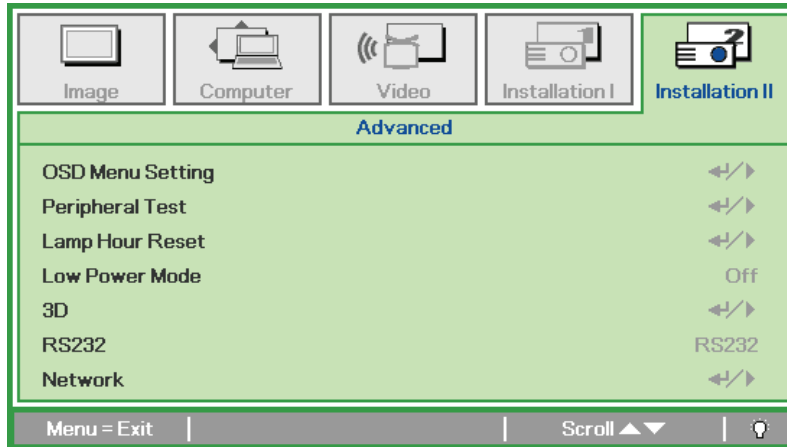 Image Computer Video Installation I Installation II
Advanced
OSD Menu Setting
Peripheral Test
Lamp Hour Reset
Low Power Mode Off
3D
RS232 RS232
Network
Menu = Exit Scroll ▲▼